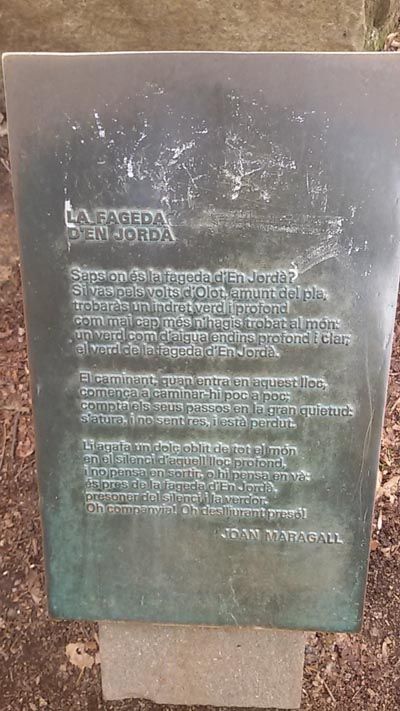 LA FAGEDA
D'EN JORDÀ
Saps on és la fageda d'En Jordà?
Si vas pels volts d'Olot, amunt del pla,
trobaràs un indret verd i profond
com mai cap més n'hagis trobat al món:
un verd com d'aigua endins profond i clar;
el verd de la fageda d'En Jordà.
El caminant, quan entra en aquest lloc,
comença a caminar-hi poc a poc;
compta els seus passos en la gran quietud:
s'atura, i no sent res, i està perdut.
Li agafa un dolç oblit de tot el món
en el silenci d'aquell lloc profond,
i no pensa en sortir, o hi pensa en va:
és pres de la fageda d'En Jordà,
presoner del silenci i la verdor.
Oh companyia! Oh deslliurant presó!
JOAN MARAGALL